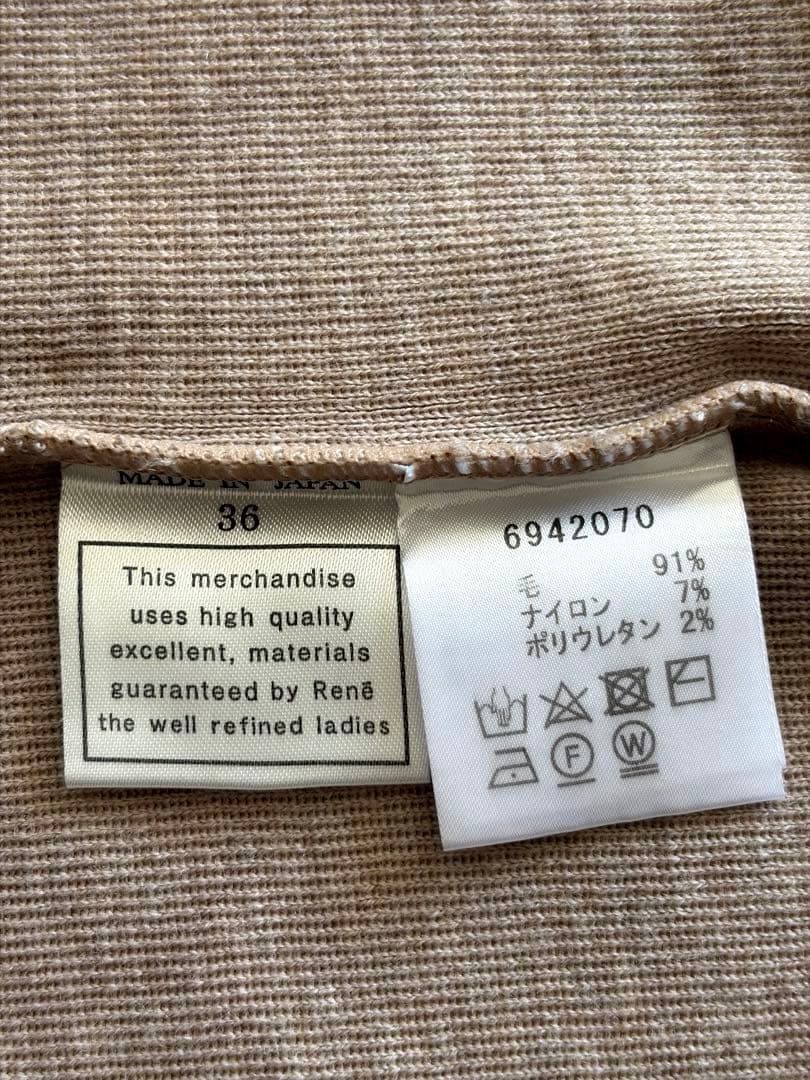 MADE IN JAPAN
36
This merchandise
uses high quality
excellent, materials
guaranteed by Renē
the well refined ladies
6942070
毛 91%
ナイロン 7%
ポリウレタン 2%
F W